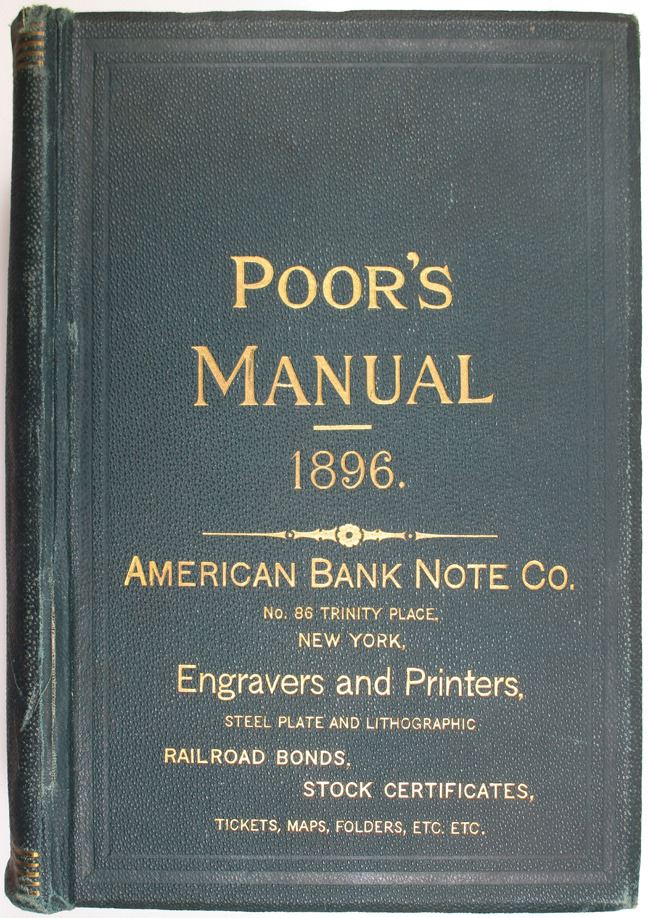 POOR'S
MANUAL
1896.
AMERICAN BANK NOTE CO.
No. 86 TRINITY PLACE,
NEW YORK,
Engravers and Printers,
STEEL PLATE AND LITHOGRAPHIC
RAILROAD BONDS,
STOCK CERTIFICATES,
TICKETS, MAPS, FOLDERS, ETC. ETC.